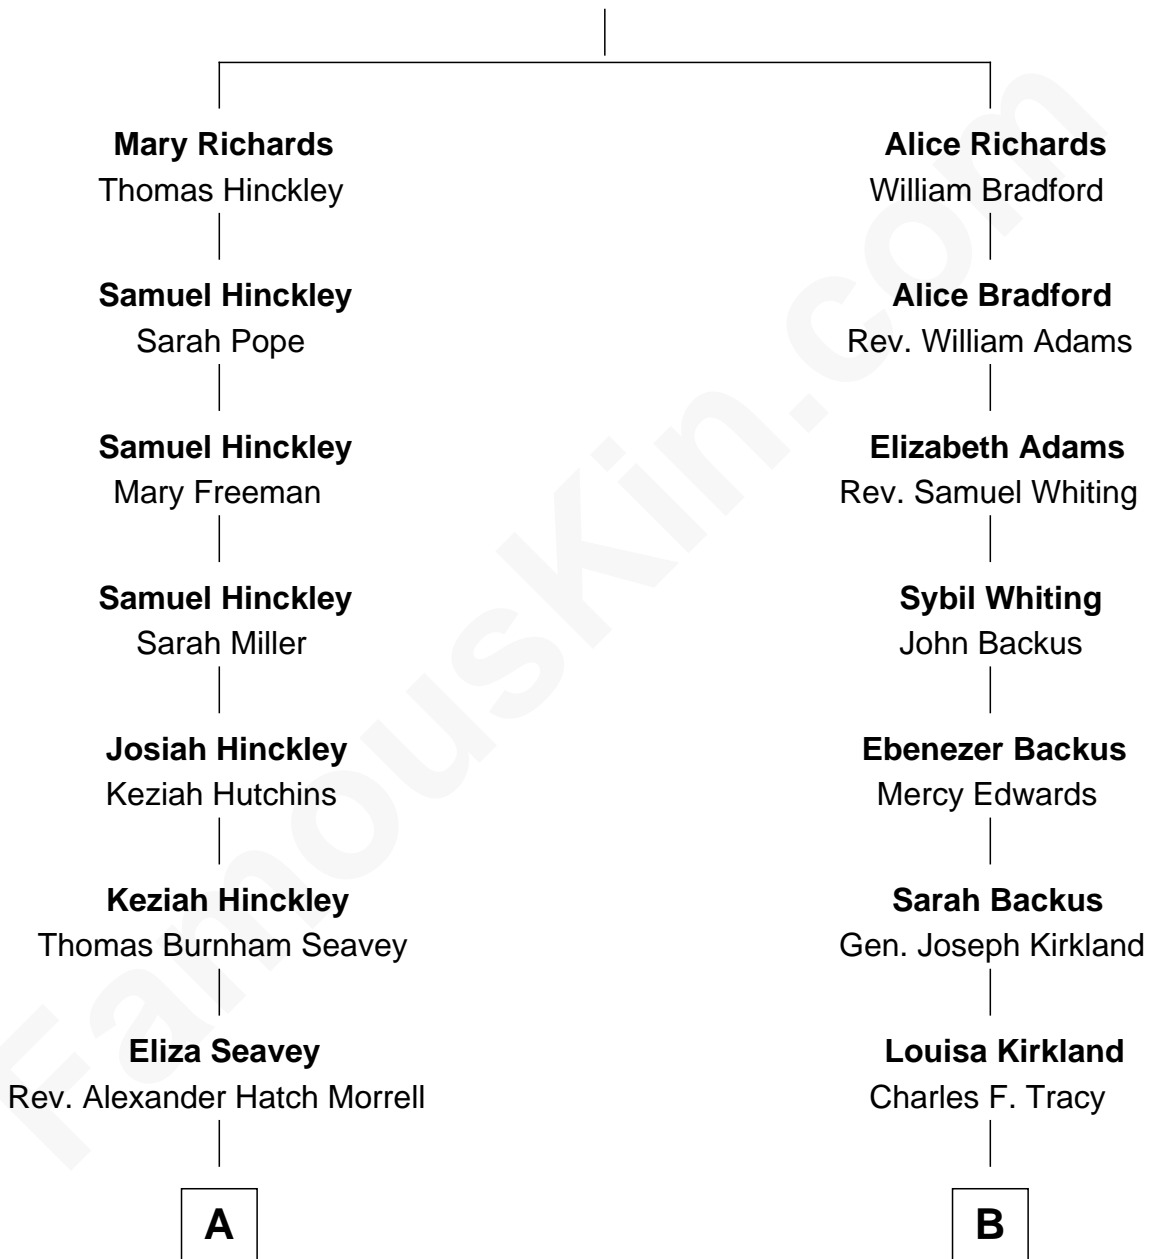 Mary Richards
Thomas Hinckley
Samuel Hinckley
Sarah Pope
Samuel Hinckley
Mary Freeman
Samuel Hinckley
Sarah Miller
Josiah Hinckley
Keziah Hutchins
Keziah Hinckley
Thomas Burnham Seavey
Eliza Seavey
Rev. Alexander Hatch Morrell
A
Alice Richards
William Bradford
Alice Bradford
Rev. William Adams
Elizabeth Adams
Rev. Samuel Whiting
Sybil Whiting
John Backus
Ebenezer Backus
Mercy Edwards
Sarah Backus
Gen. Joseph Kirkland
Louisa Kirkland
Charles F. Tracy
B
FamousKin.com